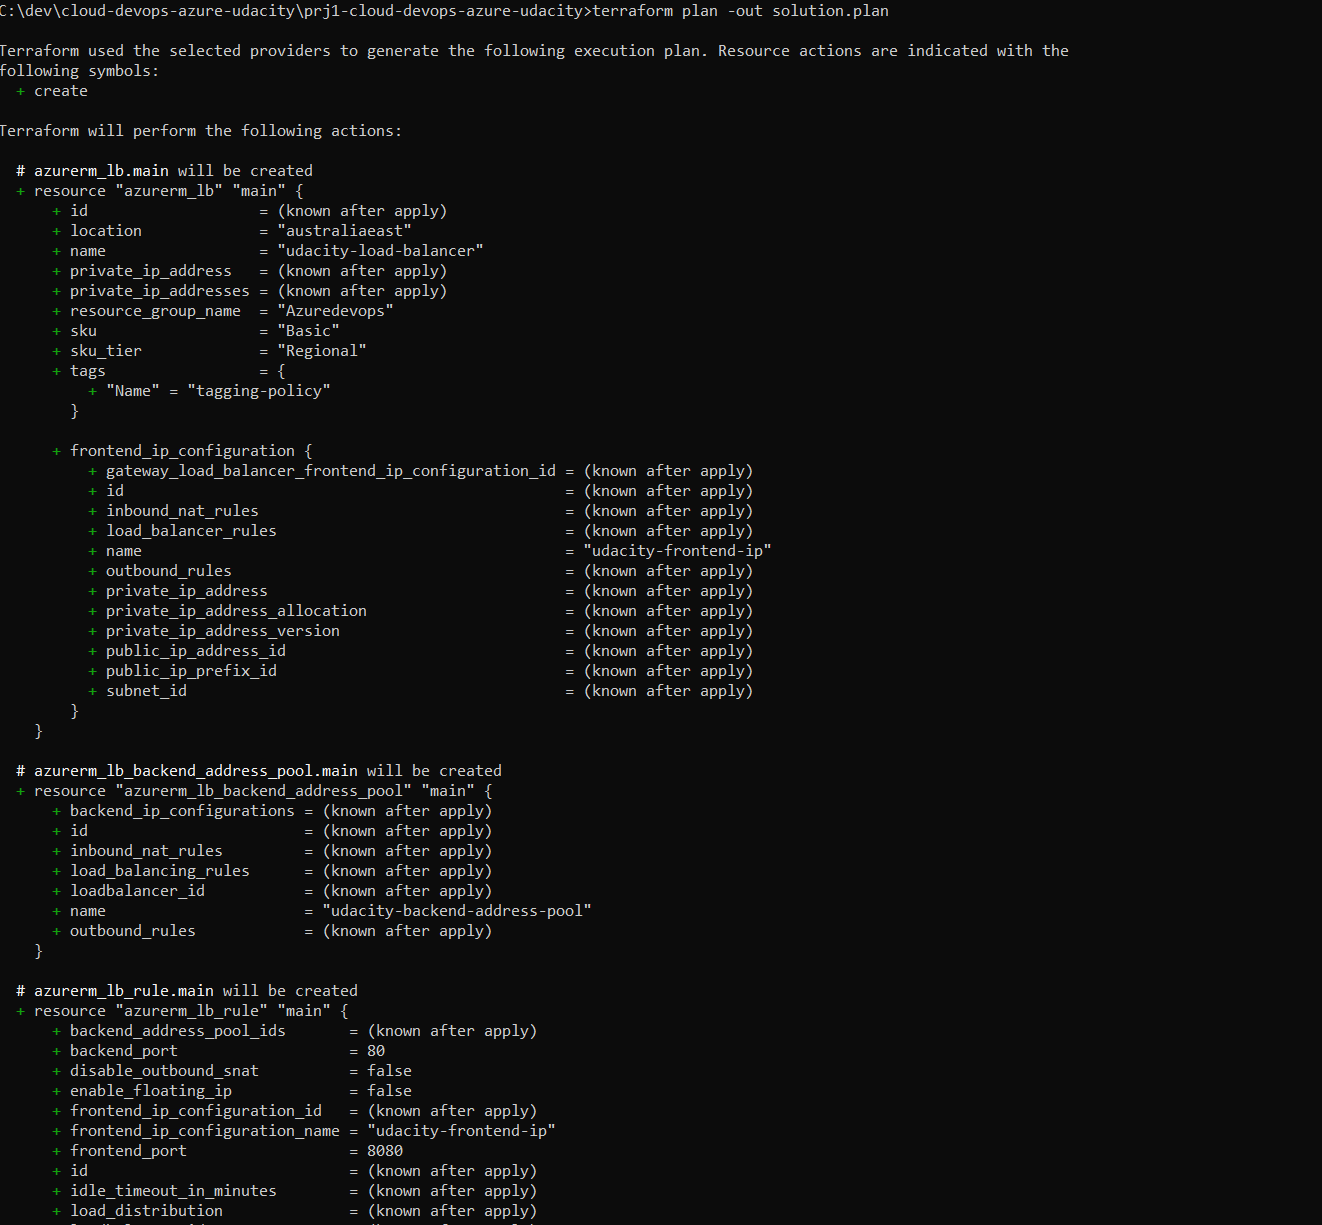 C:\dev\cloud-devops-azure-udacity\prj1-cloud-devops-azure-udacity>terraform plan -out solution.plan
Terraform used the selected providers to generate the following execution plan. Resource actions are indicated with the
following symbols:
  + create
Terraform will perform the following actions:
  # azurerm_lb.main will be created
  + resource "azurerm_lb" "main" {
      + id                   = (known after apply)
      + location             = "australiaeast"
      + name                 = "udacity-load-balancer"
      + private_ip_address   = (known after apply)
      + private_ip_addresses = (known after apply)
      + resource_group_name  = "Azuredevops"
      + sku                  = "Basic"
      + sku_tier             = "Regional"
      + tags                 = {
          + "Name" = "tagging-policy"
        }
      + frontend_ip_configuration {
          + gateway_load_balancer_frontend_ip_configuration_id = (known after apply)
          + id                                                 = (known after apply)
          + inbound_nat_rules                                  = (known after apply)
          + load_balancer_rules                                = (known after apply)
          + name                                               = "udacity-frontend-ip"
          + outbound_rules                                     = (known after apply)
          + private_ip_address                                 = (known after apply)
          + private_ip_address_allocation                      = (known after apply)
          + private_ip_address_version                         = (known after apply)
          + public_ip_address_id                               = (known after apply)
          + public_ip_prefix_id                                = (known after apply)
          + subnet_id                                          = (known after apply)
        }
    }
  # azurerm_lb_backend_address_pool.main will be created
  + resource "azurerm_lb_backend_address_pool" "main" {
      + backend_ip_configurations = (known after apply)
      + id                        = (known after apply)
      + inbound_nat_rules         = (known after apply)
      + load_balancing_rules      = (known after apply)
      + loadbalancer_id           = (known after apply)
      + name                      = "udacity-backend-address-pool"
      + outbound_rules            = (known after apply)
    }
  # azurerm_lb_rule.main will be created
  + resource "azurerm_lb_rule" "main" {
      + backend_address_pool_ids       = (known after apply)
      + backend_port                   = 80
      + disable_outbound_snat          = false
      + enable_floating_ip             = false
      + frontend_ip_configuration_id   = (known after apply)
      + frontend_ip_configuration_name = "udacity-frontend-ip"
      + frontend_port                  = 8080
      + id                             = (known after apply)
      + idle_timeout_in_minutes        = (known after apply)
      + load_distribution              = (known after apply)